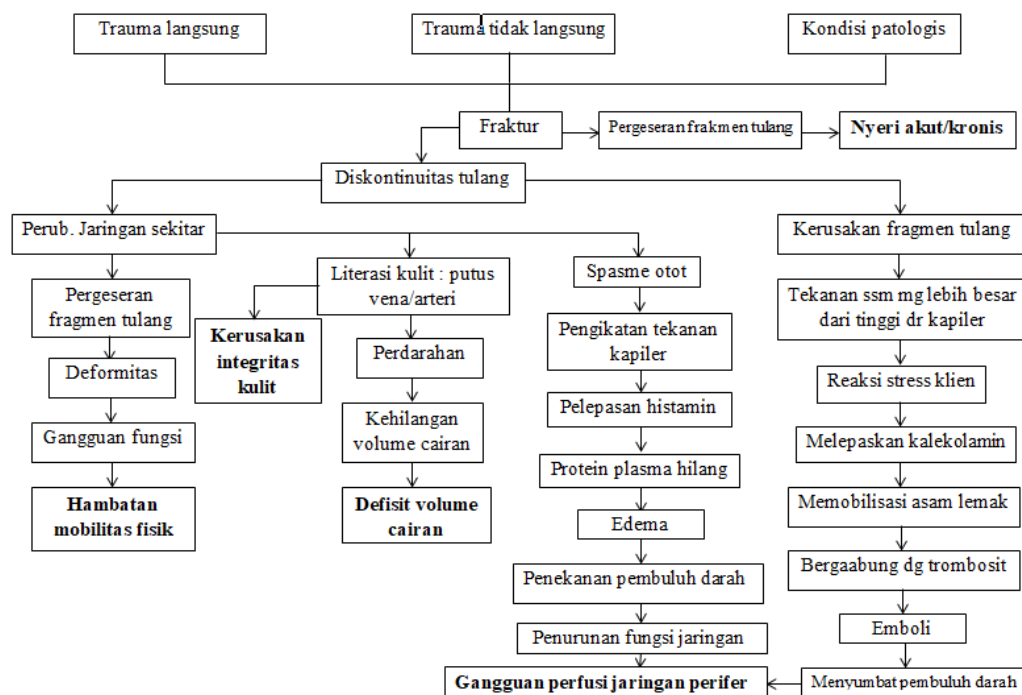 Trauma langsung
Trauma tidak langsung
Kondisi patologis
Fraktur
Pergeseran frakmen tulang
Nyeri akut/kronis
Diskontinuitas tulang
Perub. Jaringan sekitar
Kerusakan fragmen tulang
Literasi kulit : putus
vena/arteri
Spasme otot
Pergeseran
fragmen tulang
Tekanan ssm mg lebih besar
dari tinggi dr kapiler
Kerusakan
integritas
kulit
Pengikatan tekanan
kapiler
Perdarahan
Deformitas
Reaksi stress klien
Pelepasan histamin
Kehilangan
volume cairan
Gangguan fungsi
Melepaskan kalekolamin
Protein plasma hilang
Hambatan
mobilitas fisik
Defisit volume
cairan
Memobilisasi asam lemak
Edema
Bergaabung dg trombosit
Penekanan pembuluh darah
Emboli
Penurunan fungsi jaringan
Gangguan perfusi jaringan perifer
Menyumbat pembuluh darah